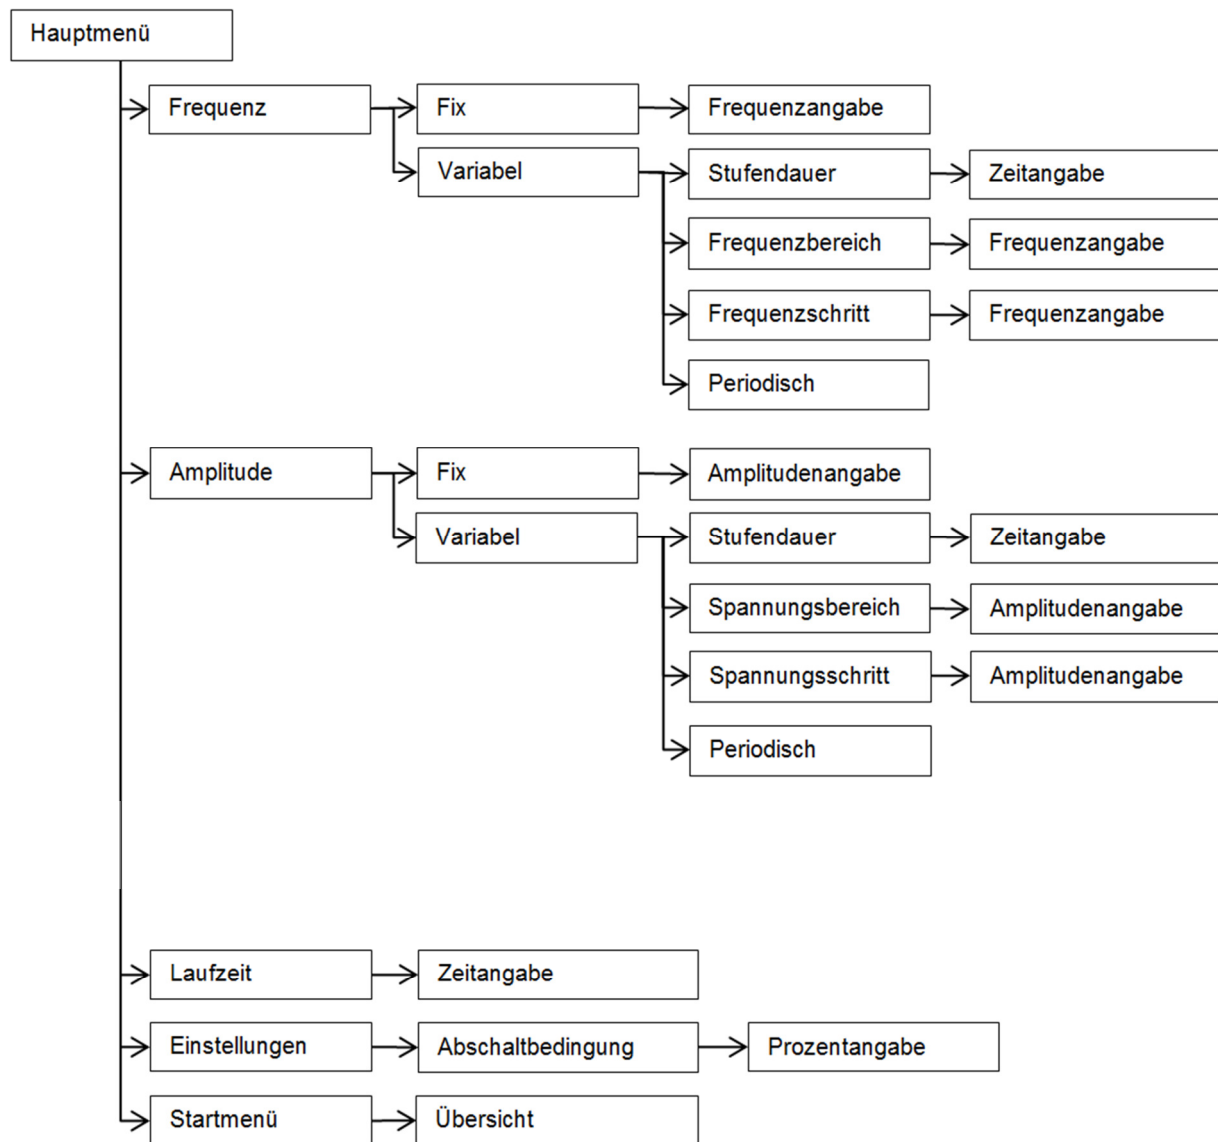 Hauptmenü
Frequenz Fix Frequenzangabe
Variabel Stufendauer Zeitangabe
Frequenzbereich Frequenzangabe
Frequenzschritt Frequenzangabe
Periodisch
Amplitude Fix Amplitudenangabe
Variabel Stufendauer Zeitangabe
Spannungsbereich Amplitudenangabe
Spannungsschritt Amplitudenangabe
Periodisch
Laufzeit Zeitangabe
Einstellungen Abschaltbedingung Prozentangabe
Startmenü Übersicht